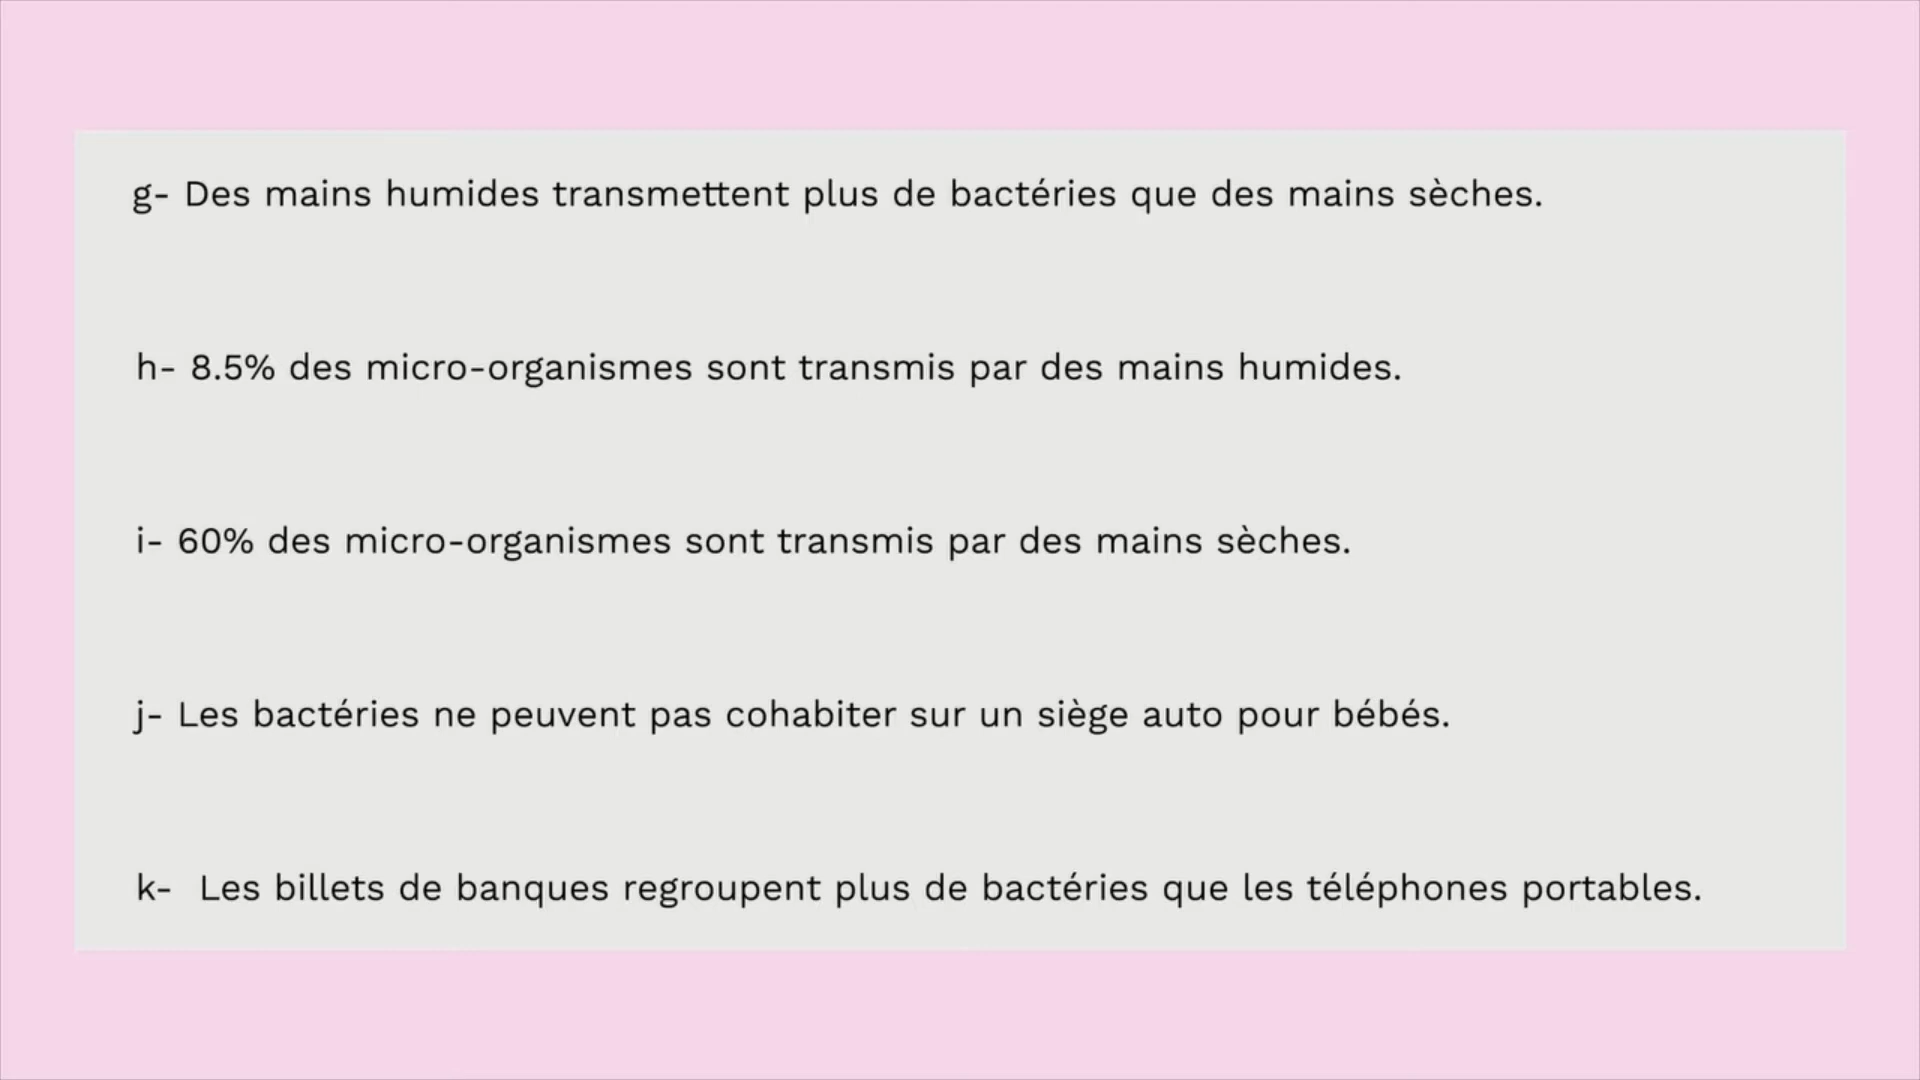 g- Des mains humides transmettent plus de bactéries que des mains sèches.
h- 8.5% des micro-organismes sont transmis par des mains humides.
i- 60% des micro-organismes sont transmis par des mains sèches.
j- Les bactéries ne peuvent pas cohabiter sur un siège auto pour bébés.
k- Les billets de banques regroupent plus de bactéries que les téléphones portables.